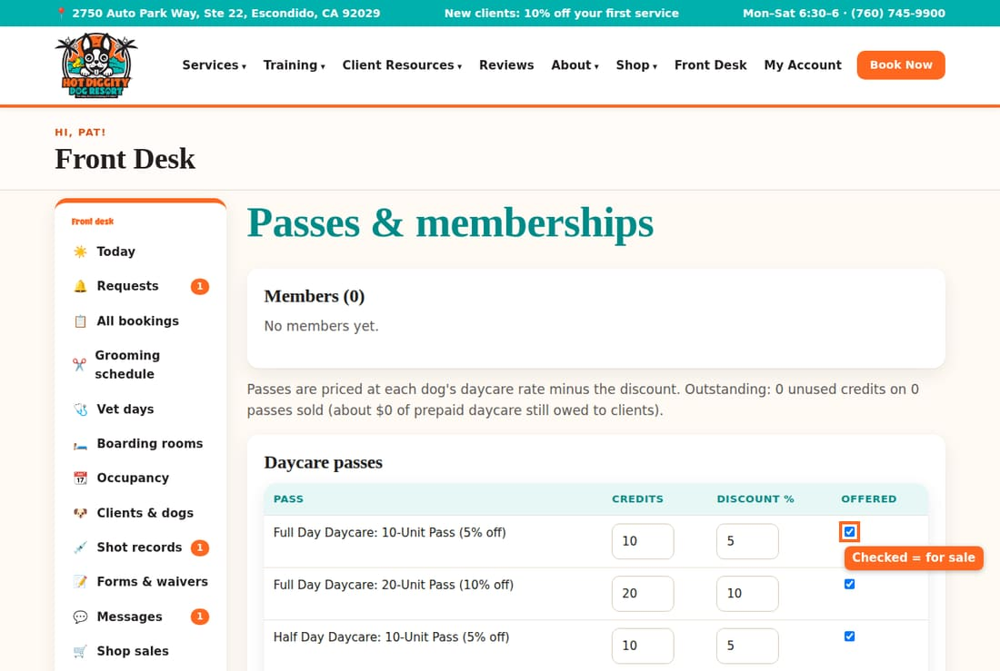 2750 Auto Park Way, Ste 22, Escondido, CA 92029
New clients: 10% off your first service
Mon–Sat 6:30–6 · (760) 745-9900
HOT DIGGITY
DOG RESORT
Services ▾
Training ▾
Client Resources ▾
Reviews
About ▾
Shop ▾
Front Desk
My Account
Book Now
HI, PAT!
Front Desk
Front desk
Today
Requests 1
All bookings
Grooming
schedule
Vet days
Boarding rooms
Occupancy
Clients & dogs
Shot records 1
Forms & waivers
Messages 1
Shop sales
Passes & memberships
Members (0)
No members yet.
Passes are priced at each dog's daycare rate minus the discount. Outstanding: 0 unused credits on 0
passes sold (about $0 of prepaid daycare still owed to clients).
Daycare passes
PASS CREDITS DISCOUNT % OFFERED
Full Day Daycare: 10-Unit Pass (5% off) 10 5
Checked = for sale
Full Day Daycare: 20-Unit Pass (10% off) 20 10
Half Day Daycare: 10-Unit Pass (5% off) 10 5